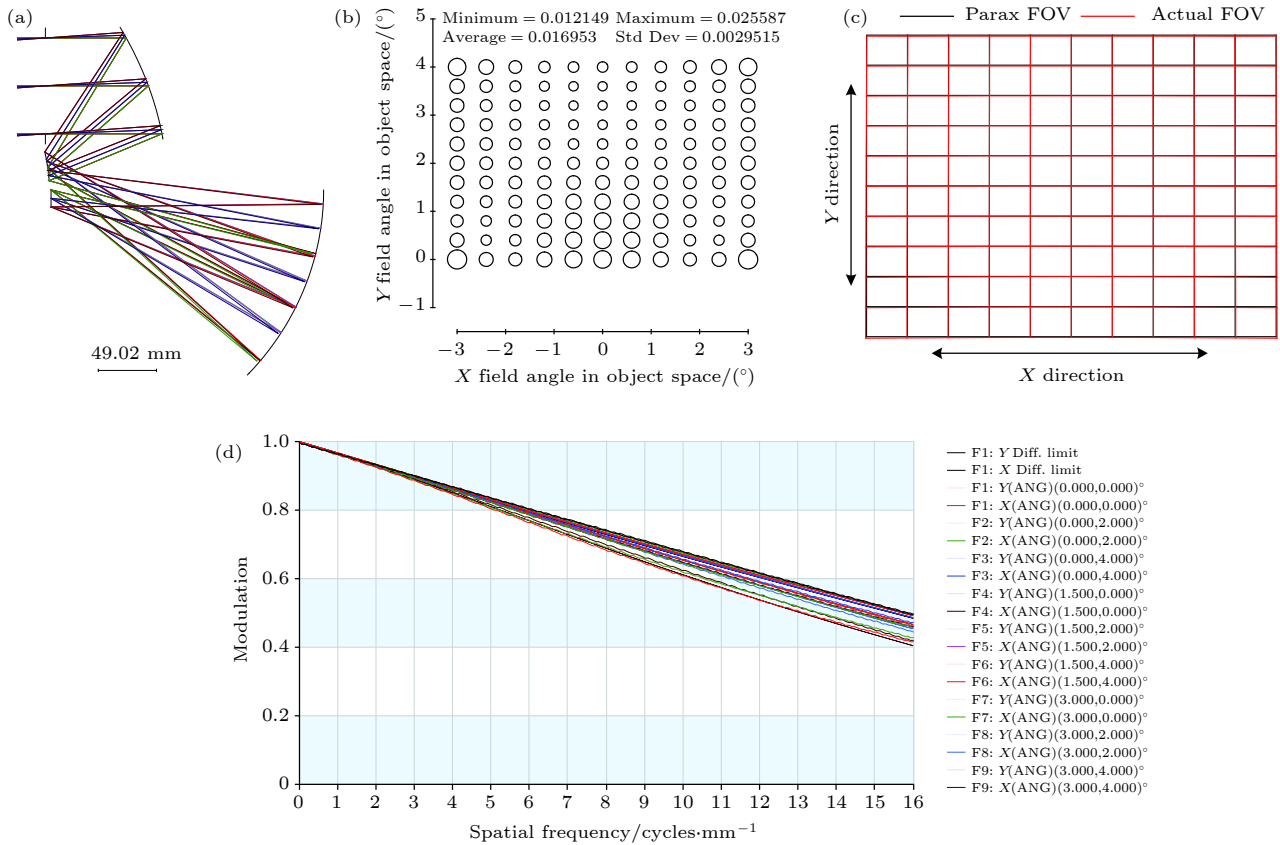 (a)
49.02 mm
(b)
Minimum = 0.012149 Maximum = 0.025587
Average = 0.016953 Std Dev = 0.0029515
Y field angle in object space/(°)
5
4
3
2
1
0
−1
−3 −2 −1 0 1 2 3
X field angle in object space/(°)
(c)
Parax FOV Actual FOV
Y direction
X direction
(d)
Modulation
1.0
0.8
0.6
0.4
0.2
0
0 1 2 3 4 5 6 7 8 9 10 11 12 13 14 15 16
Spatial frequency/cycles·mm⁻¹
F1: Y Diff. limit
F1: X Diff. limit
F1: Y(ANG)(0.000,0.000)°
F1: X(ANG)(0.000,0.000)°
F2: Y(ANG)(0.000,2.000)°
F2: X(ANG)(0.000,2.000)°
F3: Y(ANG)(0.000,4.000)°
F3: X(ANG)(0.000,4.000)°
F4: Y(ANG)(1.500,0.000)°
F4: X(ANG)(1.500,0.000)°
F5: Y(ANG)(1.500,2.000)°
F5: X(ANG)(1.500,2.000)°
F6: Y(ANG)(1.500,4.000)°
F6: X(ANG)(1.500,4.000)°
F7: Y(ANG)(3.000,0.000)°
F7: X(ANG)(3.000,0.000)°
F8: Y(ANG)(3.000,2.000)°
F8: X(ANG)(3.000,2.000)°
F9: Y(ANG)(3.000,4.000)°
F9: X(ANG)(3.000,4.000)°